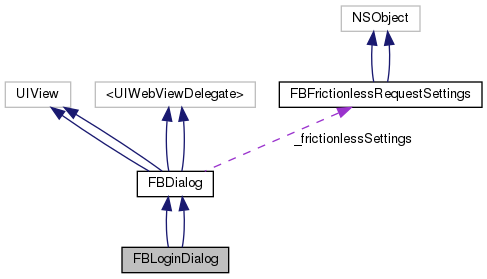 NSObject
UIView
<UIWebViewDelegate>
FBFrictionlessRequestSettings
_frictionlessSettings
FBDialog
FBLoginDialog